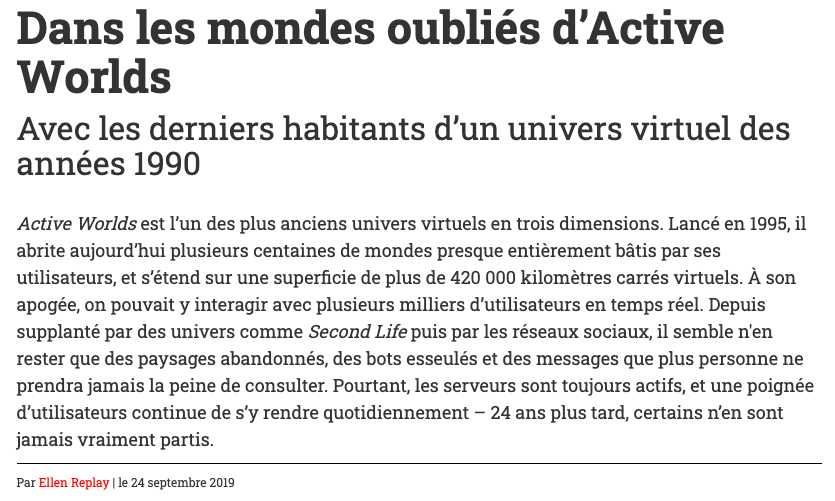 Dans les mondes oubliés d’Active
Worlds
Avec les derniers habitants d’un univers virtuel des
années 1990
Active Worlds est l’un des plus anciens univers virtuels en trois dimensions. Lancé en 1995, il
abrite aujourd’hui plusieurs centaines de mondes presque entièrement bâtis par ses
utilisateurs, et s’étend sur une superficie de plus de 420 000 kilomètres carrés virtuels. À son
apogée, on pouvait y interagir avec plusieurs milliers d’utilisateurs en temps réel. Depuis
supplanté par des univers comme Second Life puis par les réseaux sociaux, il semble n'en
rester que des paysages abandonnés, des bots esseulés et des messages que plus personne ne
prendra jamais la peine de consulter. Pourtant, les serveurs sont toujours actifs, et une poignée
d’utilisateurs continue de s’y rendre quotidiennement – 24 ans plus tard, certains n’en sont
jamais vraiment partis.
Par Ellen Replay | le 24 septembre 2019